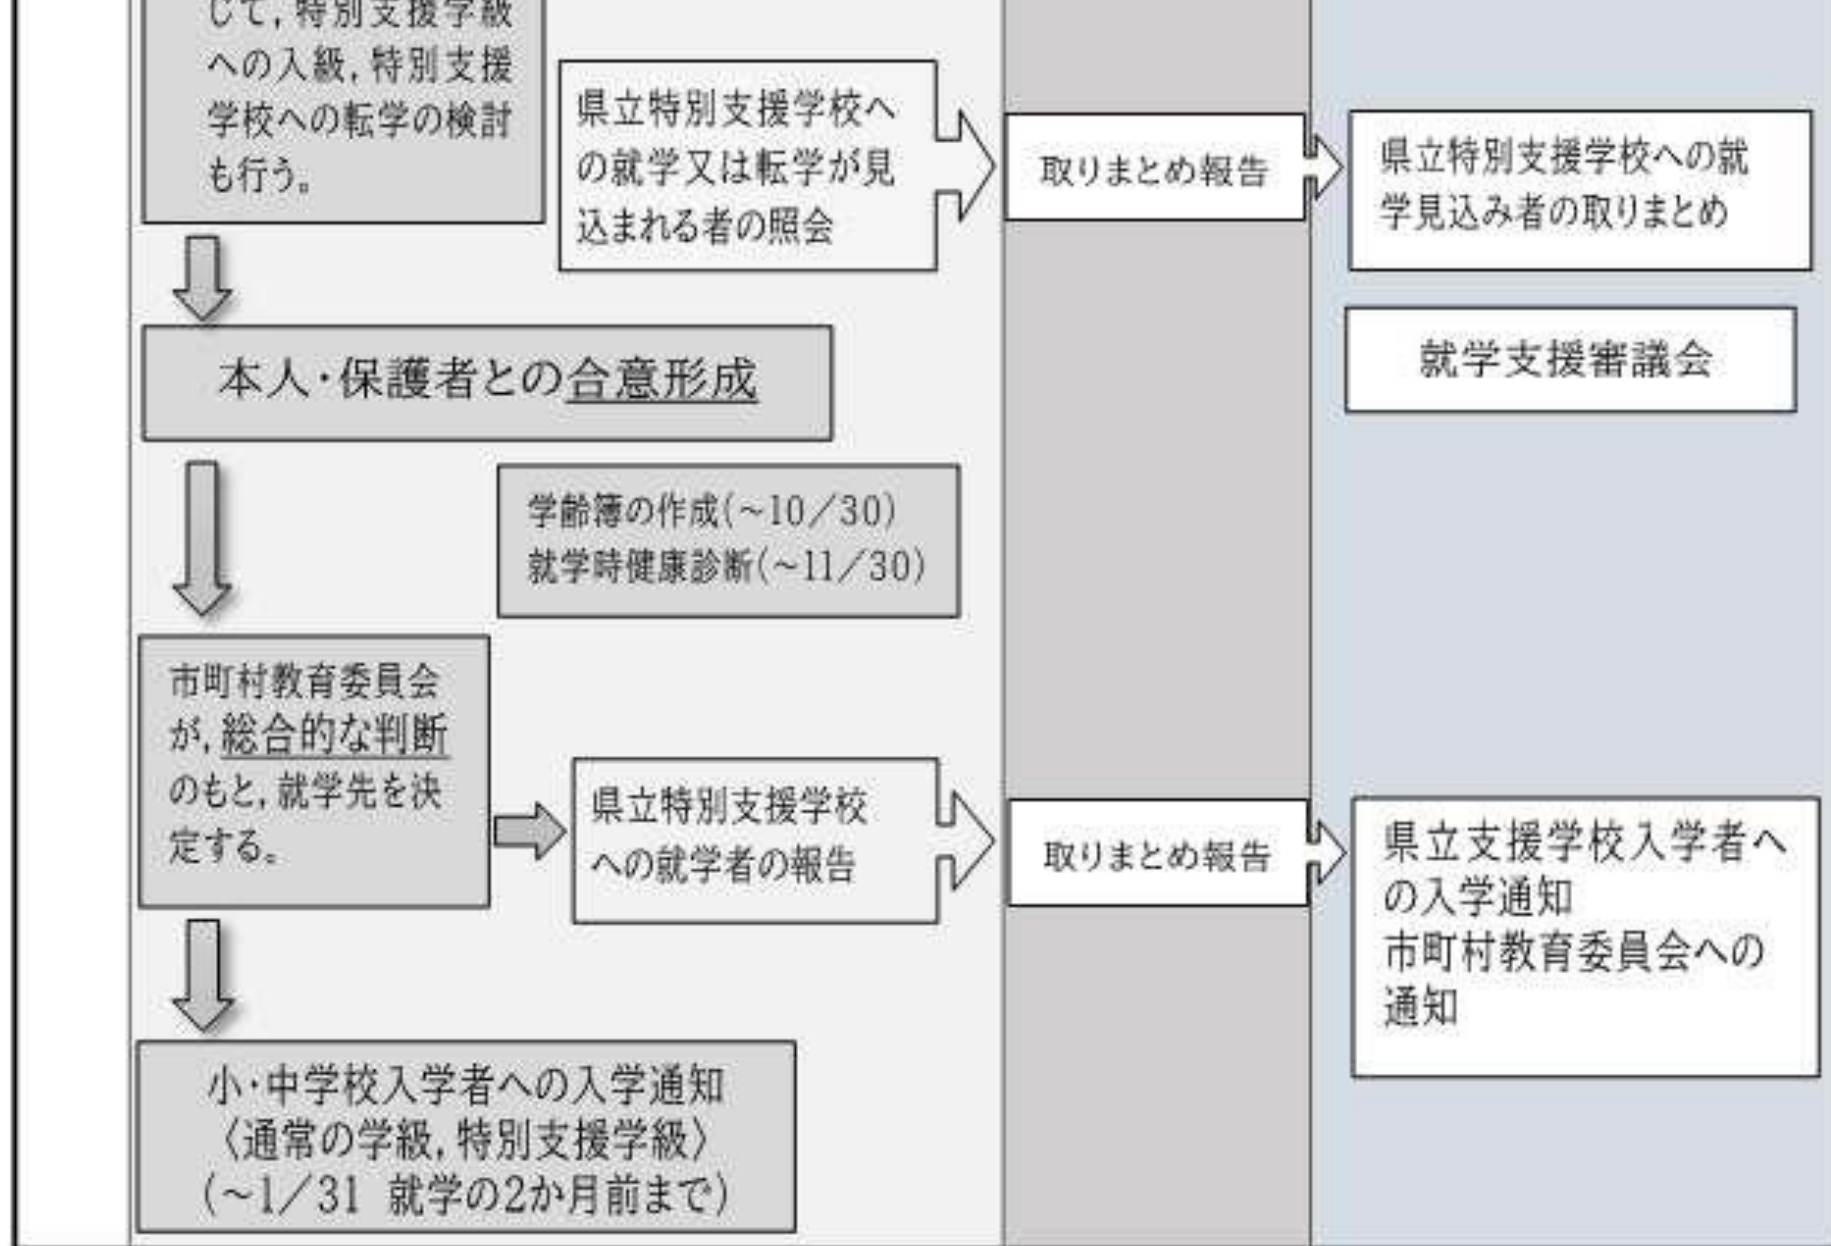 じて,特別支援学級
への入級,特別支援
学校への転学の検討
も行う。
県立特別支援学校へ
の就学又は転学が見
込まれる者の照会
取りまとめ報告
県立特別支援学校への就
学見込み者の取りまとめ
本人・保護者との合意形成
就学支援審議会
学齢簿の作成(~10/30)
就学時健康診断(~11/30)
市町村教育委員会
が,総合的な判断
のもと,就学先を決
定する。
県立特別支援学校
への就学者の報告
取りまとめ報告
県立支援学校入学者へ
の入学通知
市町村教育委員会への
通知
小・中学校入学者への入学通知
〈通常の学級,特別支援学級〉
(~1/31 就学の2か月前まで)